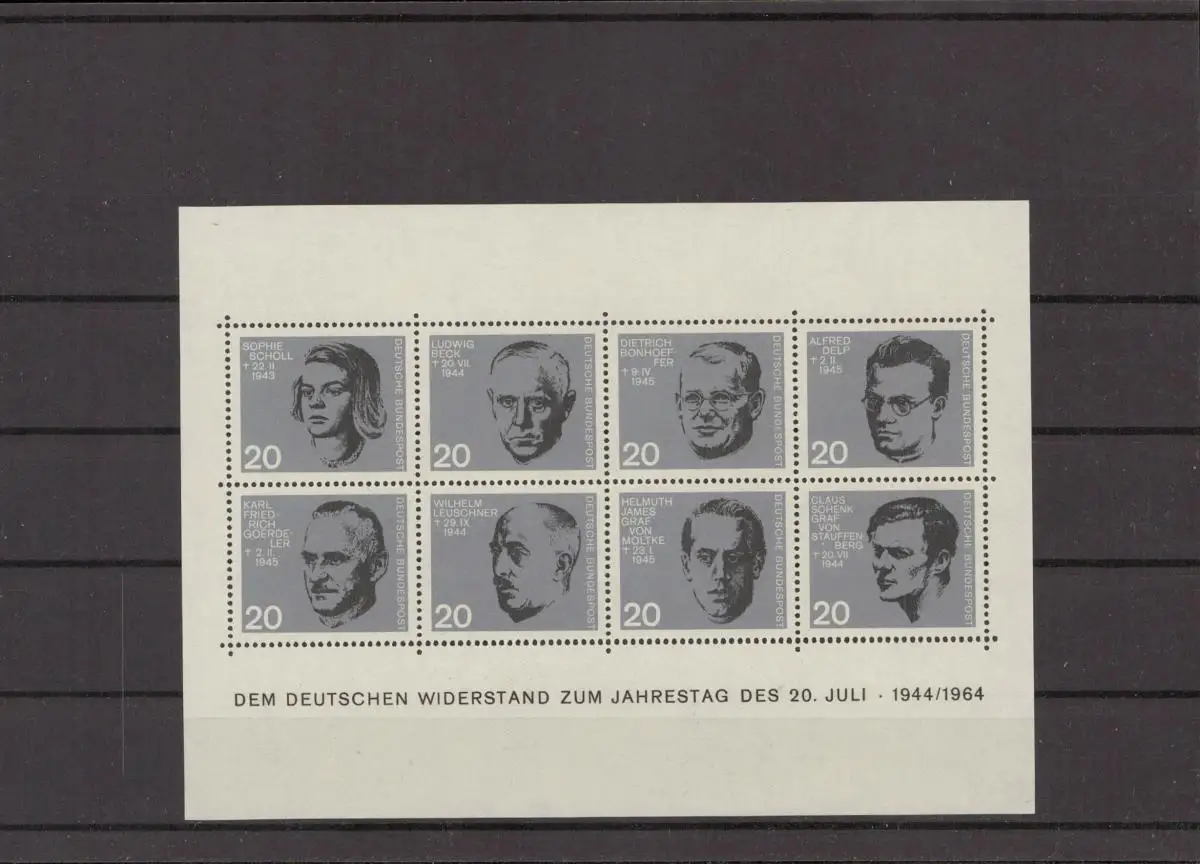 SOPHIE
SCHOLL
† 22 II
1943
DEUTSCHE BUNDESPOST
20
LUDWIG
BECK
† 20. VII.
1944
DEUTSCHE BUNDESPOST
20
DIETRICH
BONHOEF-
FER
† 9. IV
1945
DEUTSCHE BUNDESPOST
20
ALFRED
DELP
† 2 II.
1945
DEUTSCHE BUNDESPOST
20
KARL
FRIED-
RICH
GOERDE-
LER
† 2. II.
1945
DEUTSCHE BUNDESPOST
20
WILHELM
LEUSCHNER
† 29. IX.
1944
DEUTSCHE BUNDESPOST
20
HELMUTH
JAMES
GRAF
VON
MOLTKE
† 23. I.
1945
DEUTSCHE BUNDESPOST
20
CLAUS
SCHENK
GRAF
VON
STAUFFEN
BERG
† 20. VII
1944
DEUTSCHE BUNDESPOST
20
DEM DEUTSCHEN WIDERSTAND ZUM JAHRESTAG DES 20. JULI · 1944/1964